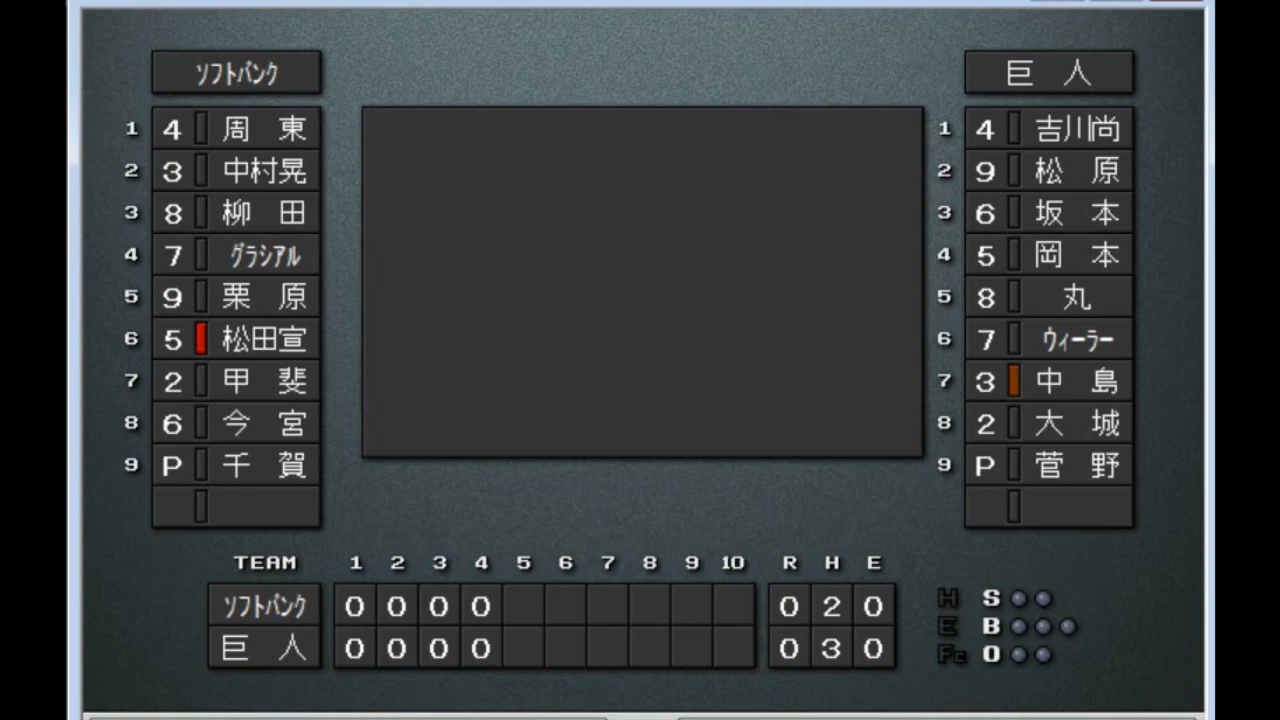 ソフトバンク
1 4 周 東
2 3 中村晃
3 8 柳 田
4 7 グラシアル
5 9 栗 原
6 5 松田宣
7 2 甲 斐
8 6 今 宮
9 P 千 賀
巨 人
1 4 吉川尚
2 9 松 原
3 6 坂 本
4 5 岡 本
5 8 丸
6 7 ウィーラー
7 3 中 島
8 2 大 城
9 P 菅 野
TEAM 1 2 3 4 5 6 7 8 9 10 R H E
ソフトバンク 0 0 0 0 0 2 0
巨 人 0 0 0 0 0 3 0
H S
E B
Fc O